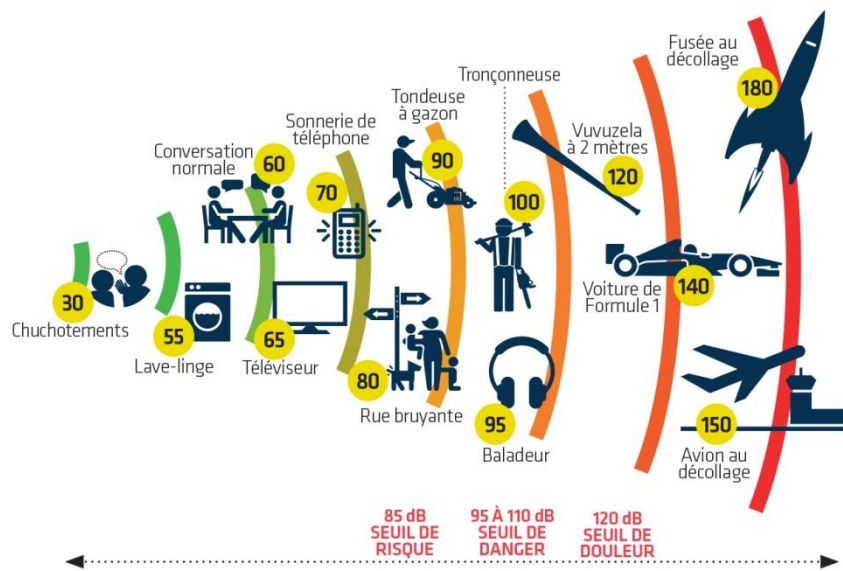 Fusée au
décollage
180
Tronçonneuse
Tondeuse
à gazon
90
Sonnerie de
téléphone
70
Vuvuzela
à 2 mètres
120
Conversation
normale
60
100
30
Chuchotements
55
Lave-linge
65
Téléviseur
80
Rue bruyante
95
Baladeur
Voiture de
Formule 1
140
150
Avion au
décollage
85 dB
SEUIL DE
RISQUE
95 À 110 dB
SEUIL DE
DANGER
120 dB
SEUIL DE
DOULEUR